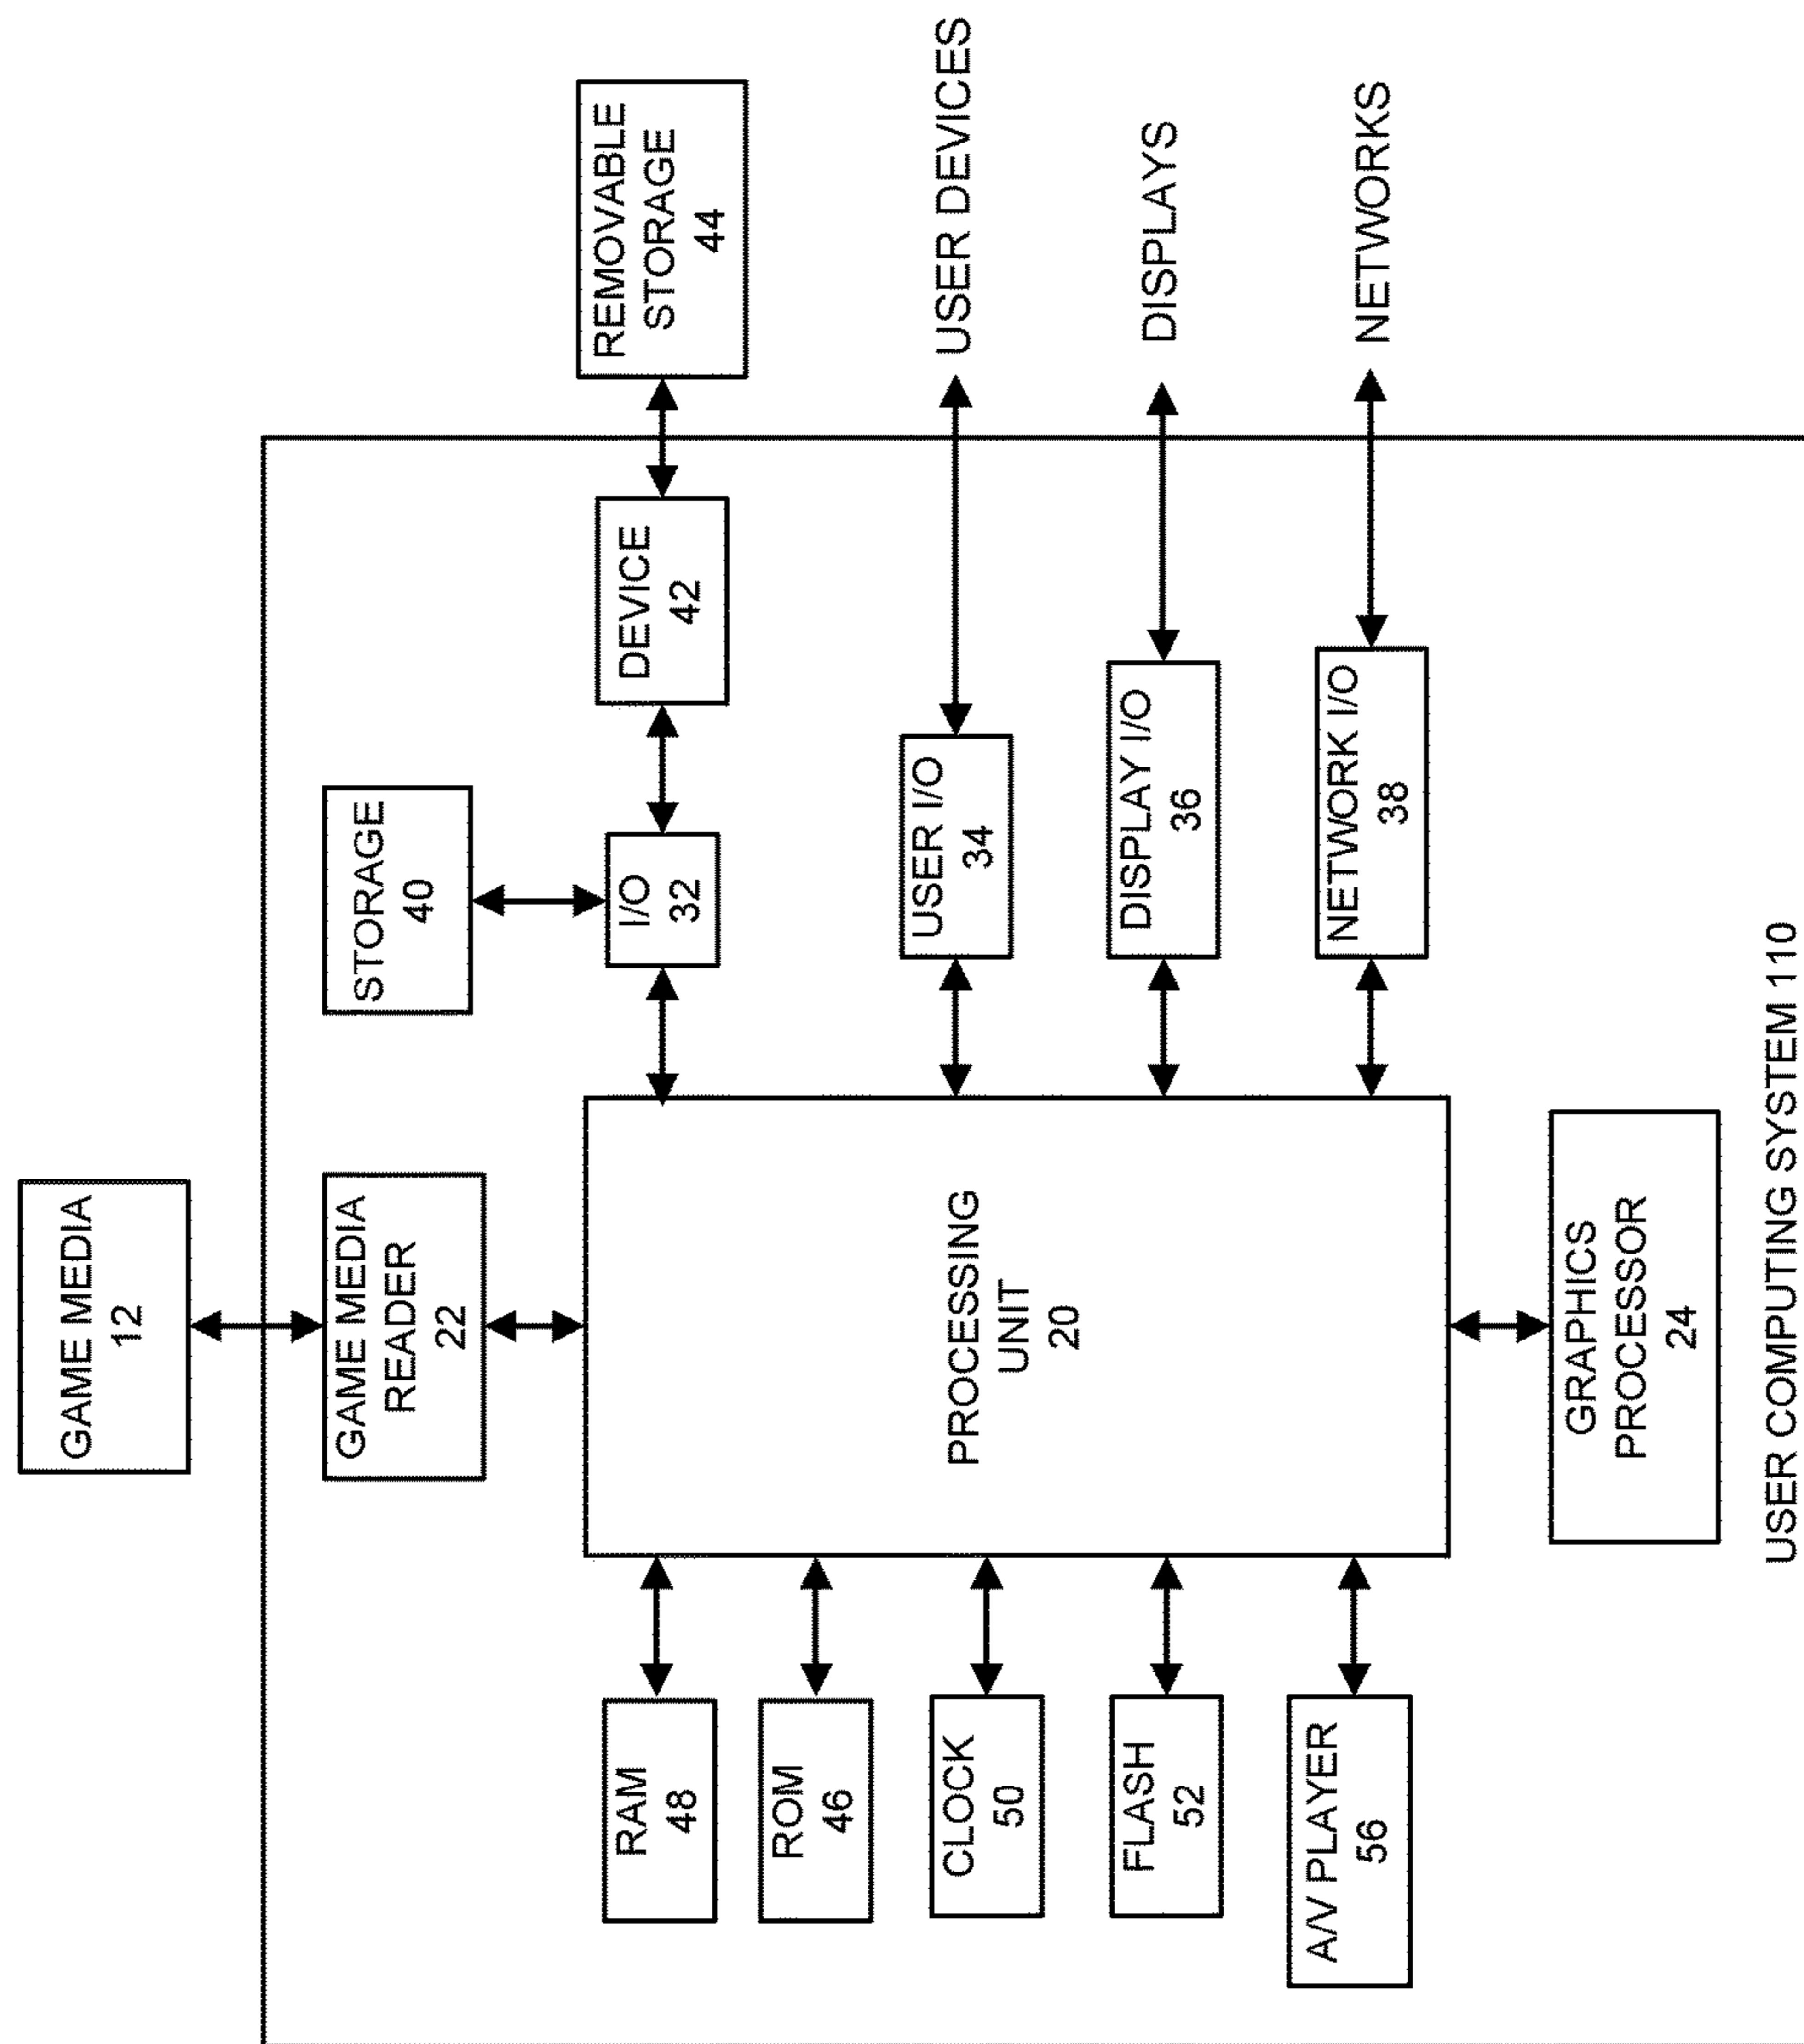 GAME MEDIA
12
GAME MEDIA
READER
22
STORAGE
40
RAM
48
I/O
32
DEVICE
42
REMOVABLE
STORAGE
44
ROM
46
PROCESSING
UNIT
20
CLOCK
50
USER I/O
34
USER DEVICES
FLASH
52
DISPLAY I/O
36
DISPLAYS
A/V PLAYER
56
NETWORK I/O
38
NETWORKS
GRAPHICS
PROCESSOR
24
USER COMPUTING SYSTEM 110